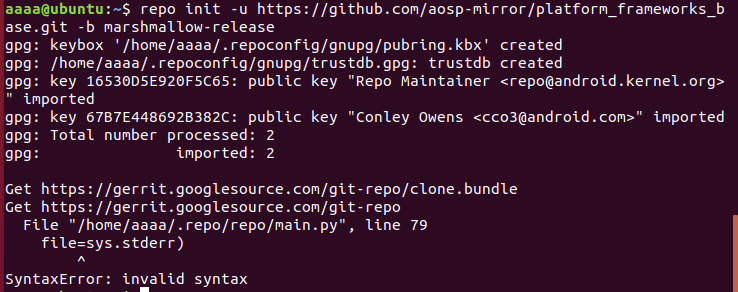 aaaa@ubuntu:~$ repo init -u https://github.com/aosp-mirror/platform_frameworks_b
ase.git -b marshmallow-release
gpg: keybox '/home/aaaa/.repoconfig/gnupg/pubring.kbx' created
gpg: /home/aaaa/.repoconfig/gnupg/trustdb.gpg: trustdb created
gpg: key 16530D5E920F5C65: public key "Repo Maintainer <repo@android.kernel.org>
" imported
gpg: key 67B7E448692B382C: public key "Conley Owens <cco3@android.com>" imported
gpg: Total number processed: 2
gpg:               imported: 2

Get https://gerrit.googlesource.com/git-repo/clone.bundle
Get https://gerrit.googlesource.com/git-repo
  File "/home/aaaa/.repo/repo/main.py", line 79
    file=sys.stderr)
        ^
SyntaxError: invalid syntax